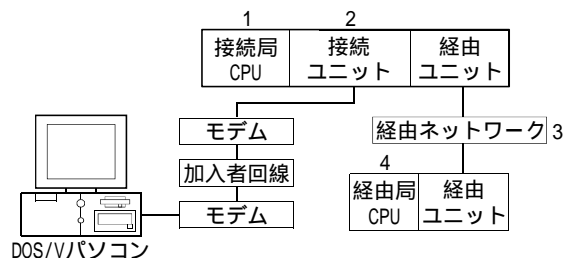 1 2
接続局 接続 経由
CPU ユニット ユニット
モデム
経由ネットワーク 3
加入者回線
4
経由局 経由
CPU ユニット
モデム
DOS/Vパソコン